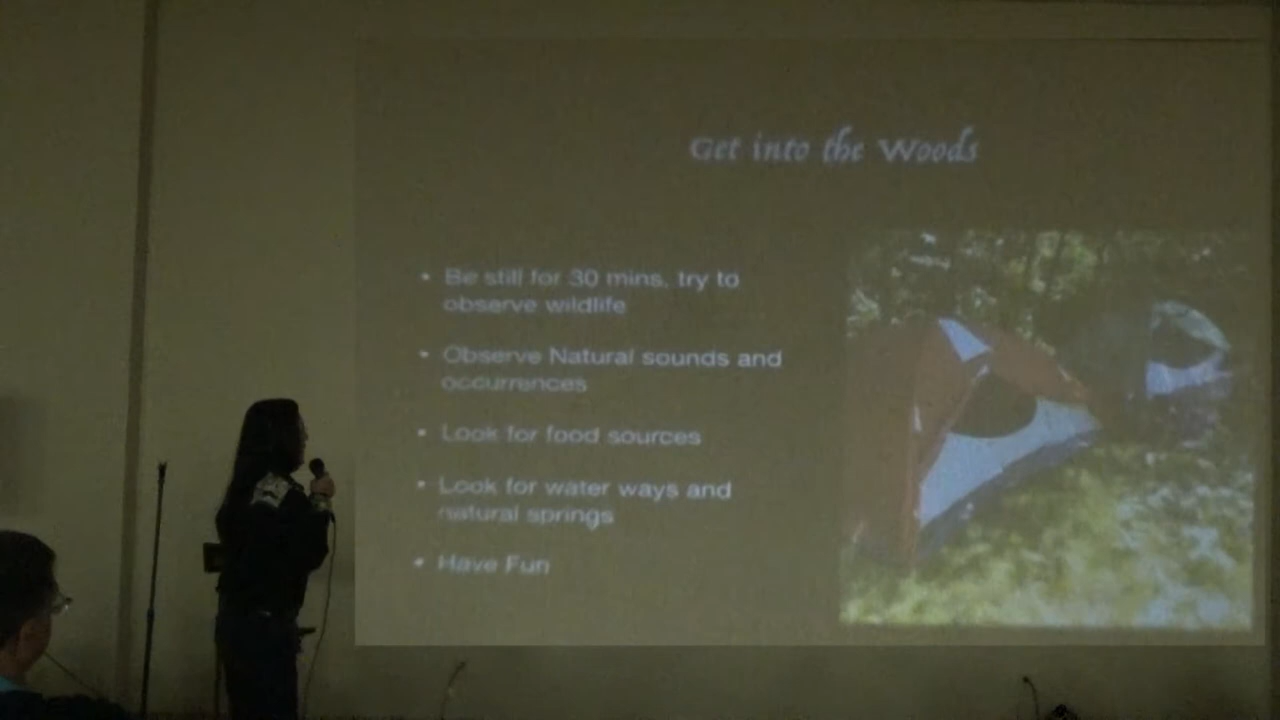 Get into the Woods
• Be still for 30 mins, try to
observe wildlife
• Observe Natural sounds and
occurrences
• Look for food sources
• Look for water ways and
natural springs
• Have Fun